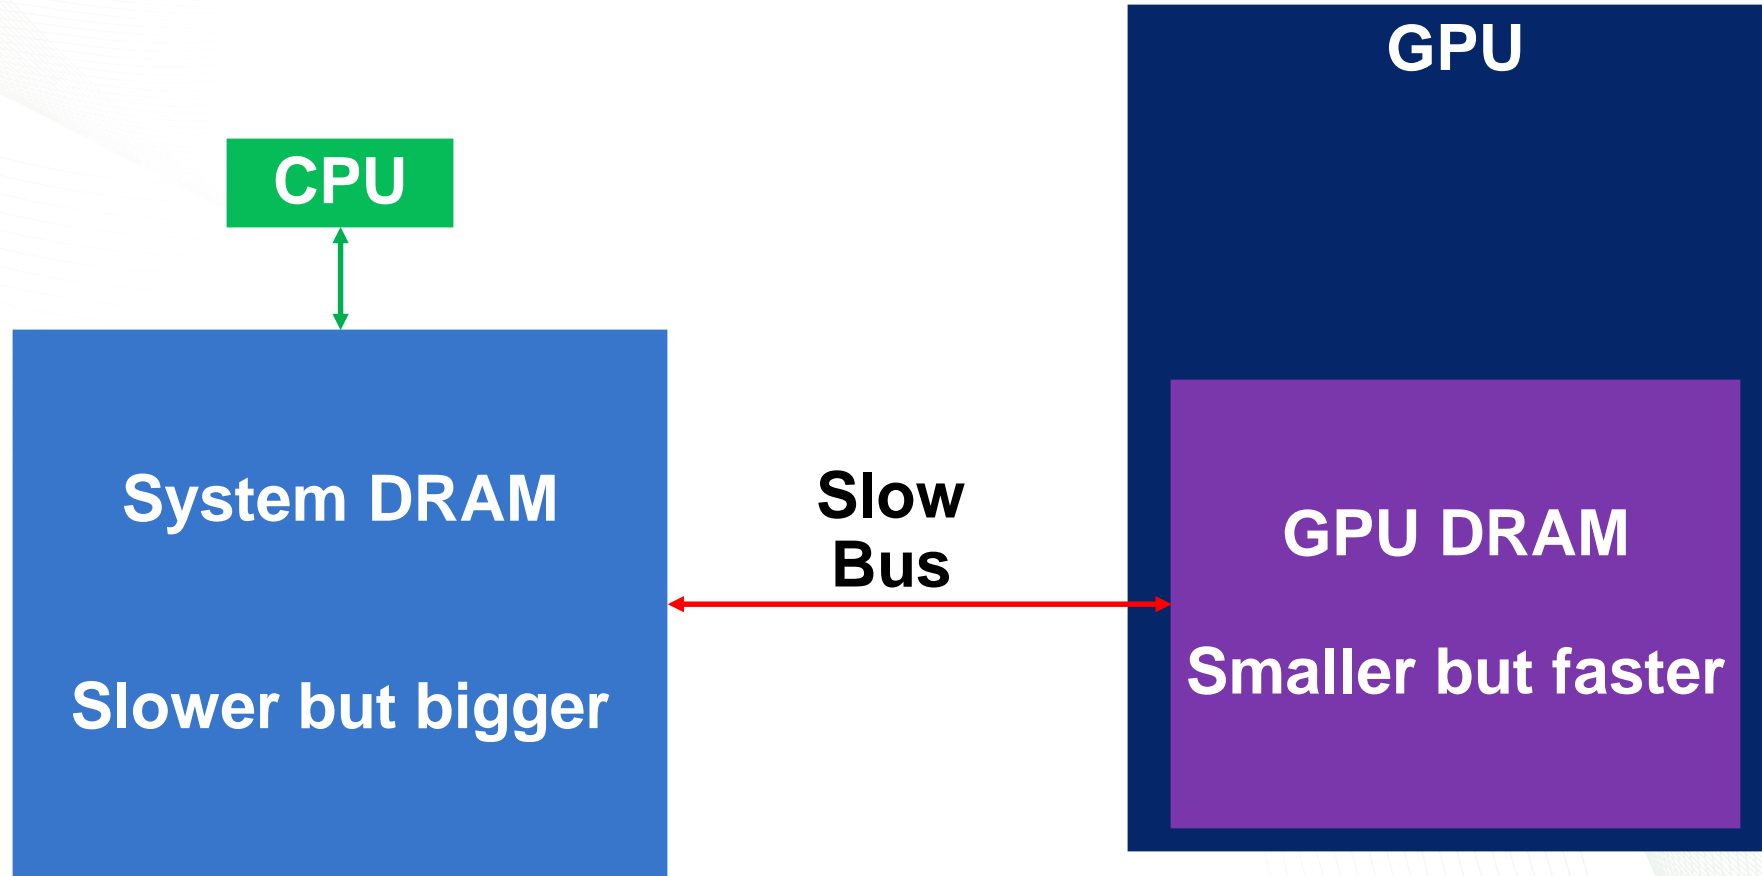 GPU
CPU
System DRAM
Slower but bigger
Slow
Bus
GPU DRAM
Smaller but faster